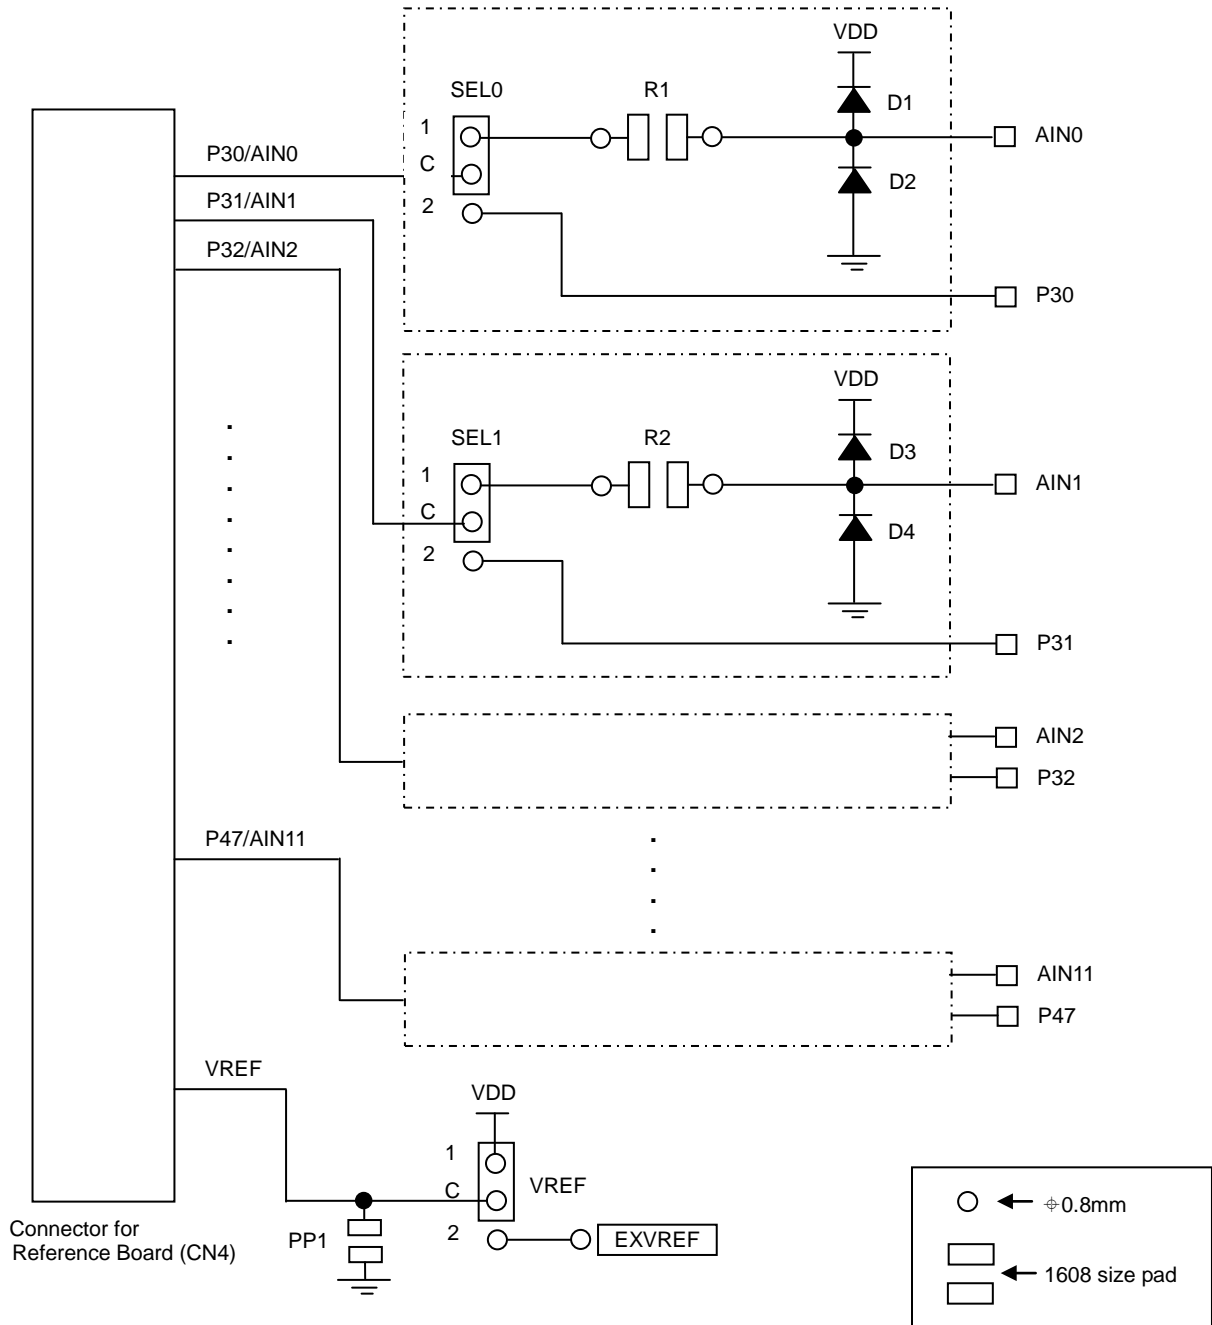 VDD
SEL0
R1
D1
1
AIN0
P30/AIN0
C
D2
P31/AIN1
2
P32/AIN2
P30
VDD
SEL1
R2
D3
1
AIN1
C
D4
2
P31
AIN2
P32
P47/AIN11
AIN11
P47
VREF
VDD
1
C
VREF
2
EXVREF
PP1
Connector for
Reference Board (CN4)
⌀0.8mm
1608 size pad